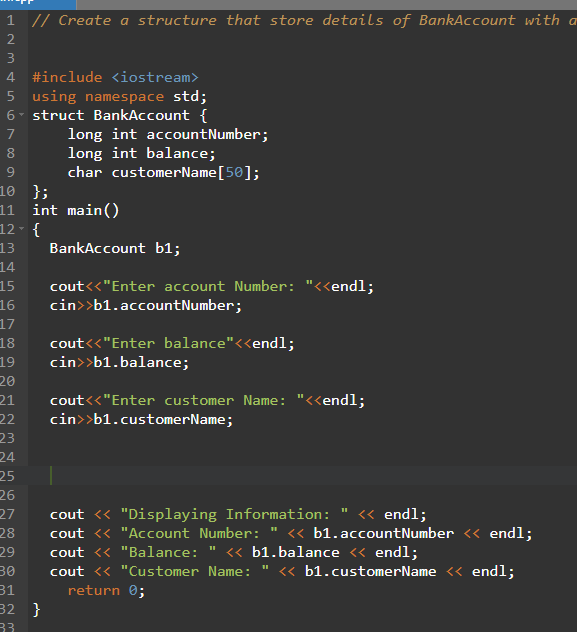 1 // Create a structure that store details of BankAccount with a
2
3
4 #include <iostream>
5 using namespace std;
6 struct BankAccount {
7     long int accountNumber;
8     long int balance;
9     char customerName[50];
10 };
11 int main()
12 {
13   BankAccount b1;
14
15   cout<<"Enter account Number: "<<endl;
16   cin>>b1.accountNumber;
17
18   cout<<"Enter balance"<<endl;
19   cin>>b1.balance;
20
21   cout<<"Enter customer Name: "<<endl;
22   cin>>b1.customerName;
23
24
25
26
27   cout << "Displaying Information: " << endl;
28   cout << "Account Number: " << b1.accountNumber << endl;
29   cout << "Balance: " << b1.balance << endl;
30   cout << "Customer Name: " << b1.customerName << endl;
31     return 0;
32 }
33